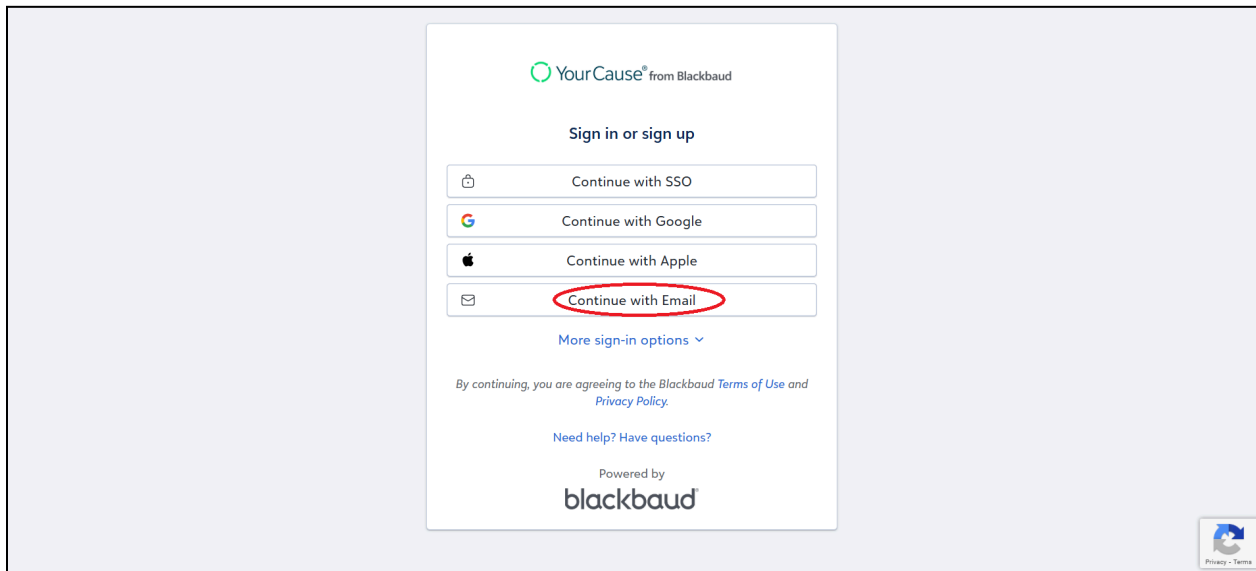 YourCause® from Blackbaud
Sign in or sign up
Continue with SSO
Continue with Google
Continue with Apple
Continue with Email
More sign-in options
By continuing, you are agreeing to the Blackbaud Terms of Use and
Privacy Policy.
Need help? Have questions?
Powered by
blackbaud®
Privacy - Terms